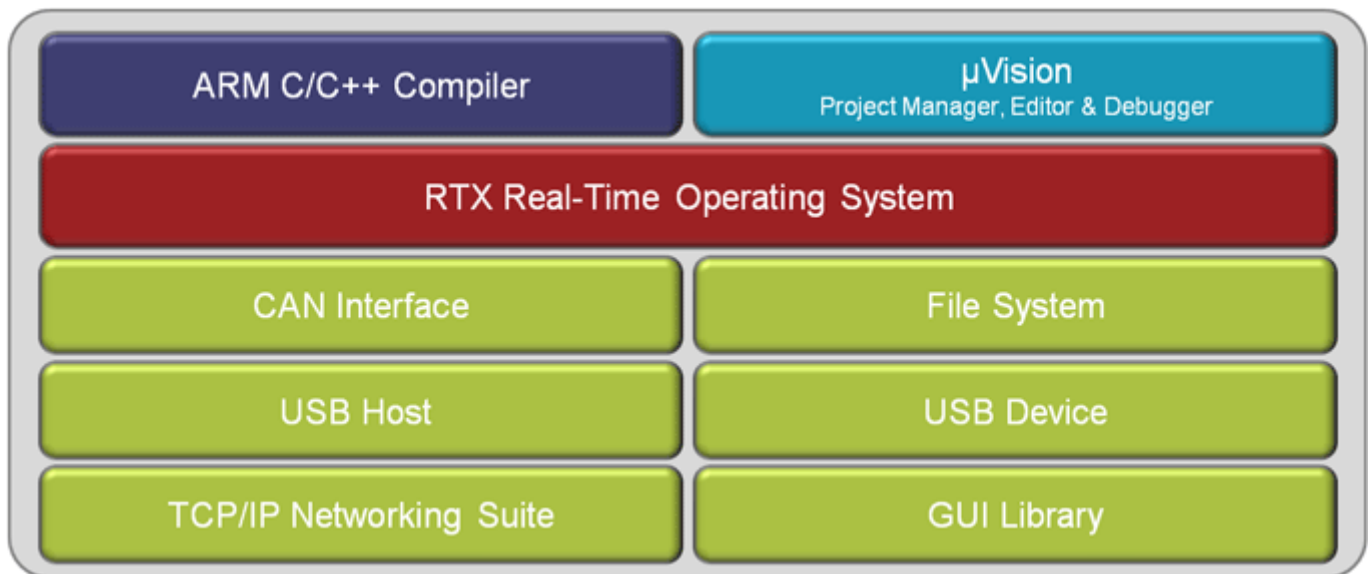 ARM C/C++ Compiler
µVision
Project Manager, Editor & Debugger
RTX Real-Time Operating System
CAN Interface
File System
USB Host
USB Device
TCP/IP Networking Suite
GUI Library